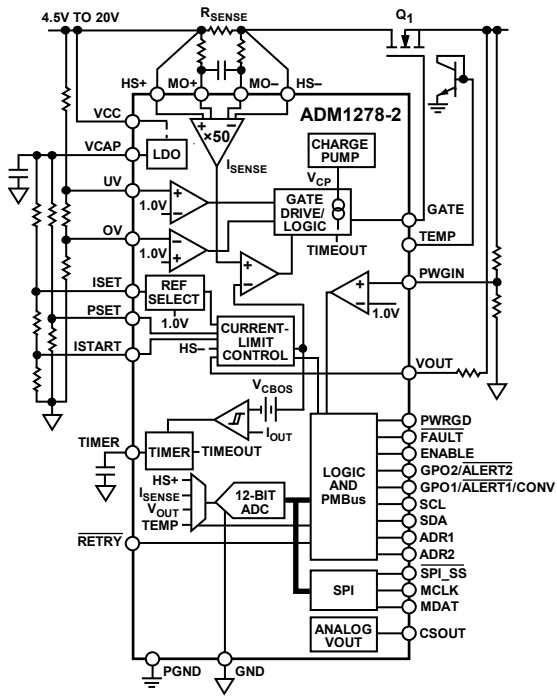 4.5V TO 20V
RSENSE
Q1
HS+
MO+
MO–
HS–
ADM1278-2
VCC
×50
VCAP
LDO
ISENSE
CHARGE PUMP
VCP
UV
1.0V
GATE DRIVE/ LOGIC
GATE
TIMEOUT
TEMP
OV
1.0V
ISET
REF SELECT
PWGIN
1.0V
PSET
1.0V
ISTART
HS–
CURRENT- LIMIT CONTROL
VOUT
VCBOS
IOUT
TIMER
TIMER
TIMEOUT
PWRGD
FAULT
ENABLE
GPO2/ALERT2
GPO1/ALERT1/CONV
SCL
SDA
ADR1
ADR2
LOGIC AND PMBus
HS+
ISENSE
VOUT
TEMP
12-BIT ADC
RETRY
SPI
SPI_SS
MCLK
MDAT
ANALOG VOUT
CSOUT
PGND
GND